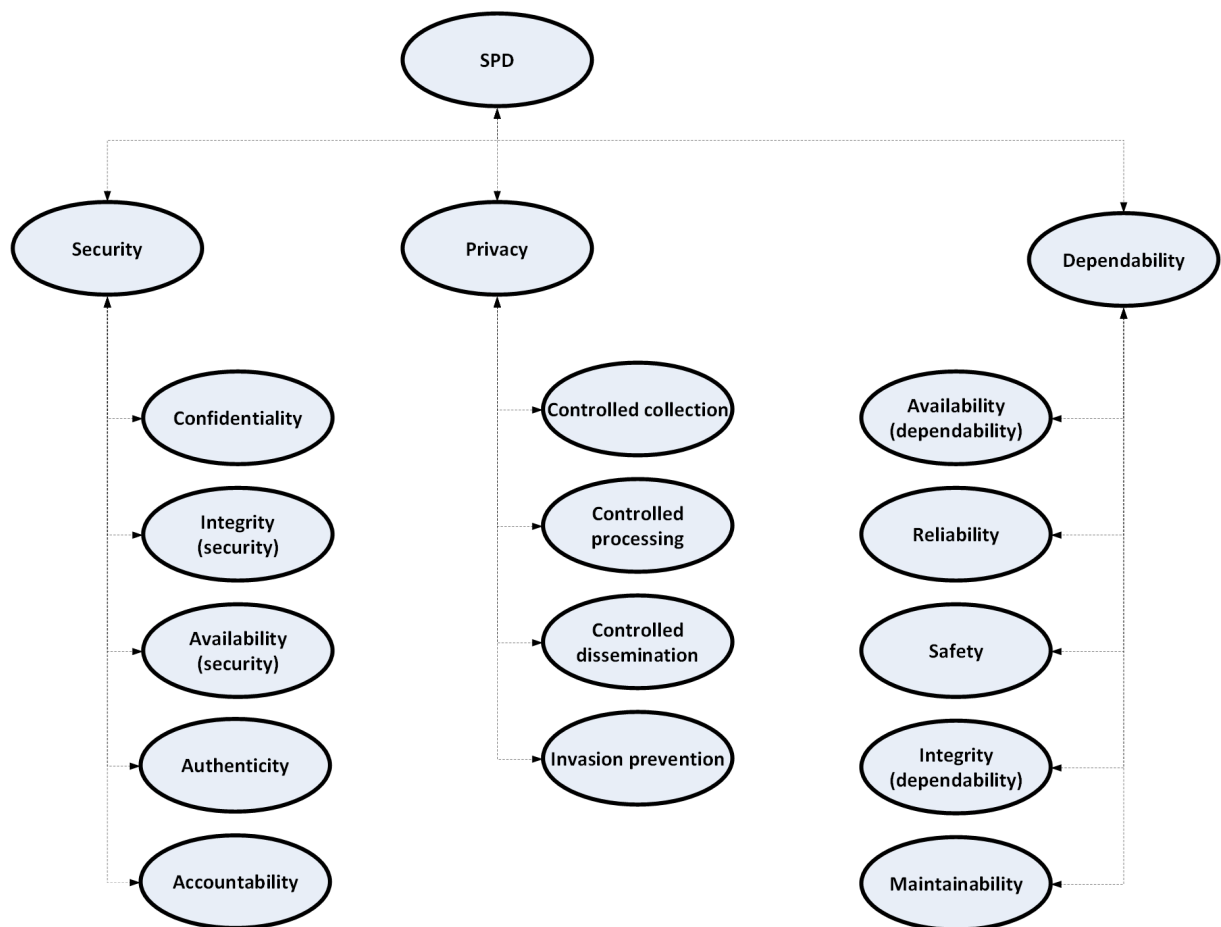 SPD
Security
Privacy
Dependability
Confidentiality
Integrity
(security)
Availability
(security)
Authenticity
Accountability
Controlled collection
Controlled
processing
Controlled
dissemination
Invasion prevention
Availability
(dependability)
Reliability
Safety
Integrity
(dependability)
Maintainability